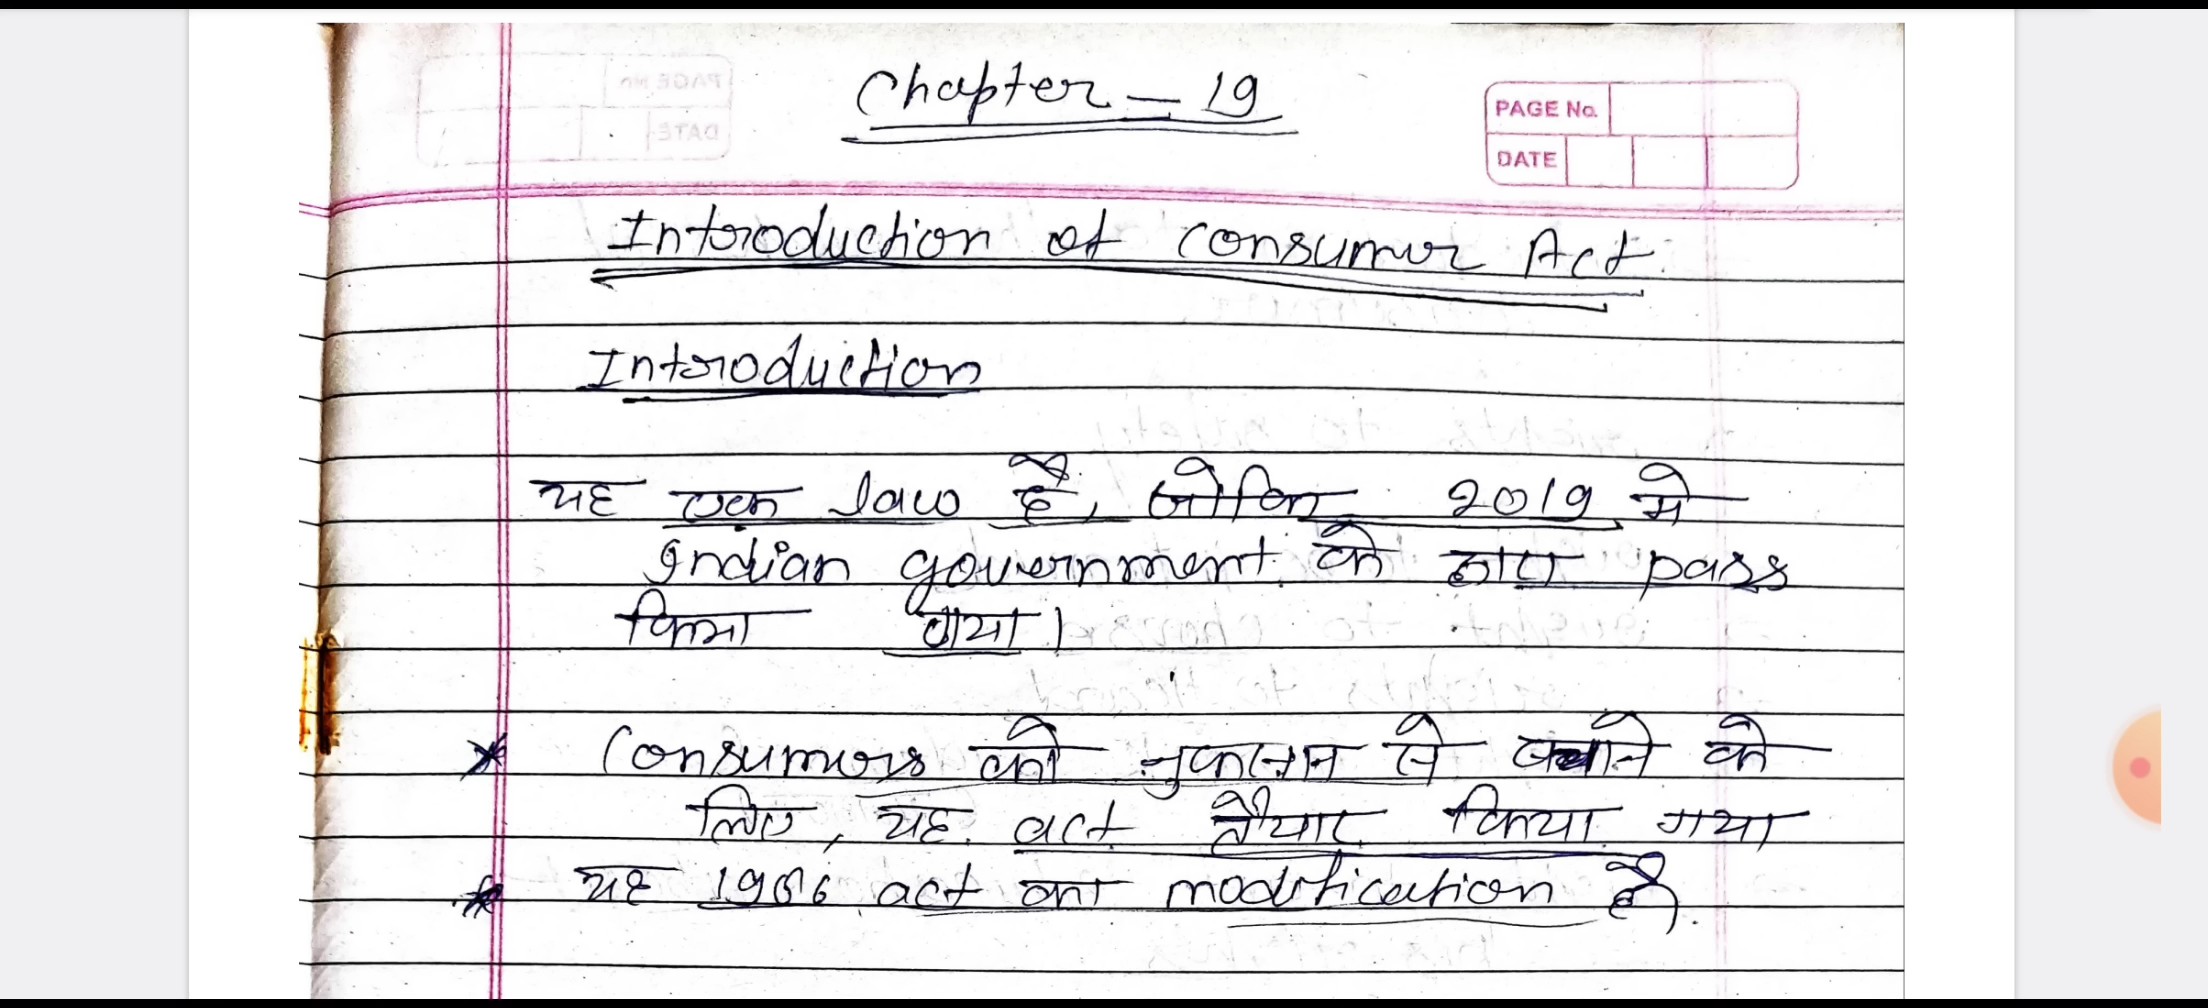 Chapter – 19
PAGE No.
DATE
Introduction of consumer Act.
Introduction
यह एक law है, जोकि 2019 मे
Indian government के द्वारा pass
किया गया।
* Consumers को नुकसान से बचाने के
लिए, यह act तैयार किया गया
* यह 1986 act का modification है।